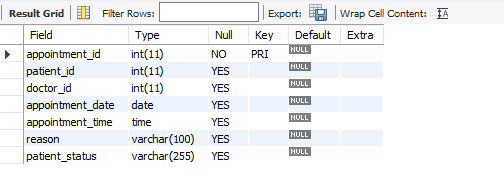 Result Grid Filter Rows: Export: Wrap Cell Content:
Field Type Null Key Default Extra
appointment_id int(11) NO PRI NULL
patient_id int(11) YES NULL
doctor_id int(11) YES NULL
appointment_date date YES NULL
appointment_time time YES NULL
reason varchar(100) YES NULL
patient_status varchar(255) YES NULL